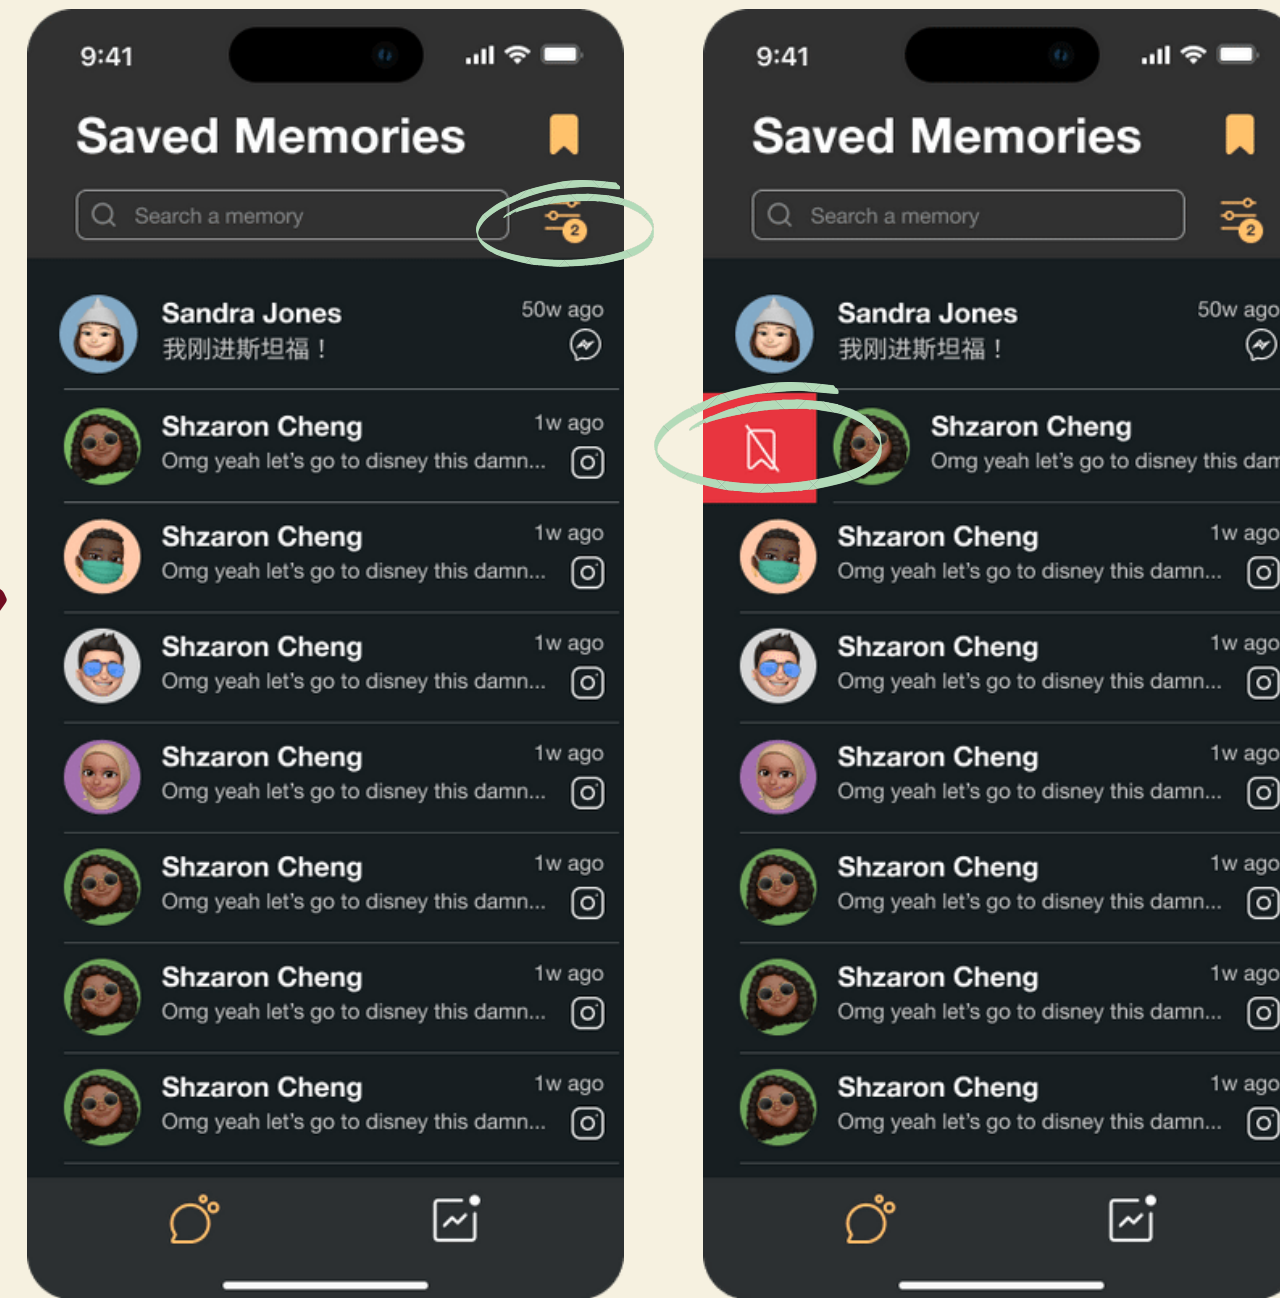 9:41
Saved Memories
Search a memory
2
Sandra Jones
50w ago
我刚进斯坦福！
Shzaron Cheng
1w ago
Omg yeah let’s go to disney this damn...
Shzaron Cheng
1w ago
Omg yeah let’s go to disney this damn...
Shzaron Cheng
1w ago
Omg yeah let’s go to disney this damn...
Shzaron Cheng
1w ago
Omg yeah let’s go to disney this damn...
Shzaron Cheng
1w ago
Omg yeah let’s go to disney this damn...
Shzaron Cheng
1w ago
Omg yeah let’s go to disney this damn...
Shzaron Cheng
1w ago
Omg yeah let’s go to disney this damn...
9:41
Saved Memories
Search a memory
2
Sandra Jones
50w ago
我刚进斯坦福！
Shzaron Cheng
Omg yeah let’s go to disney this dam
Shzaron Cheng
1w ago
Omg yeah let’s go to disney this damn...
Shzaron Cheng
1w ago
Omg yeah let’s go to disney this damn...
Shzaron Cheng
1w ago
Omg yeah let’s go to disney this damn...
Shzaron Cheng
1w ago
Omg yeah let’s go to disney this damn...
Shzaron Cheng
1w ago
Omg yeah let’s go to disney this damn...
Shzaron Cheng
1w ago
Omg yeah let’s go to disney this damn...